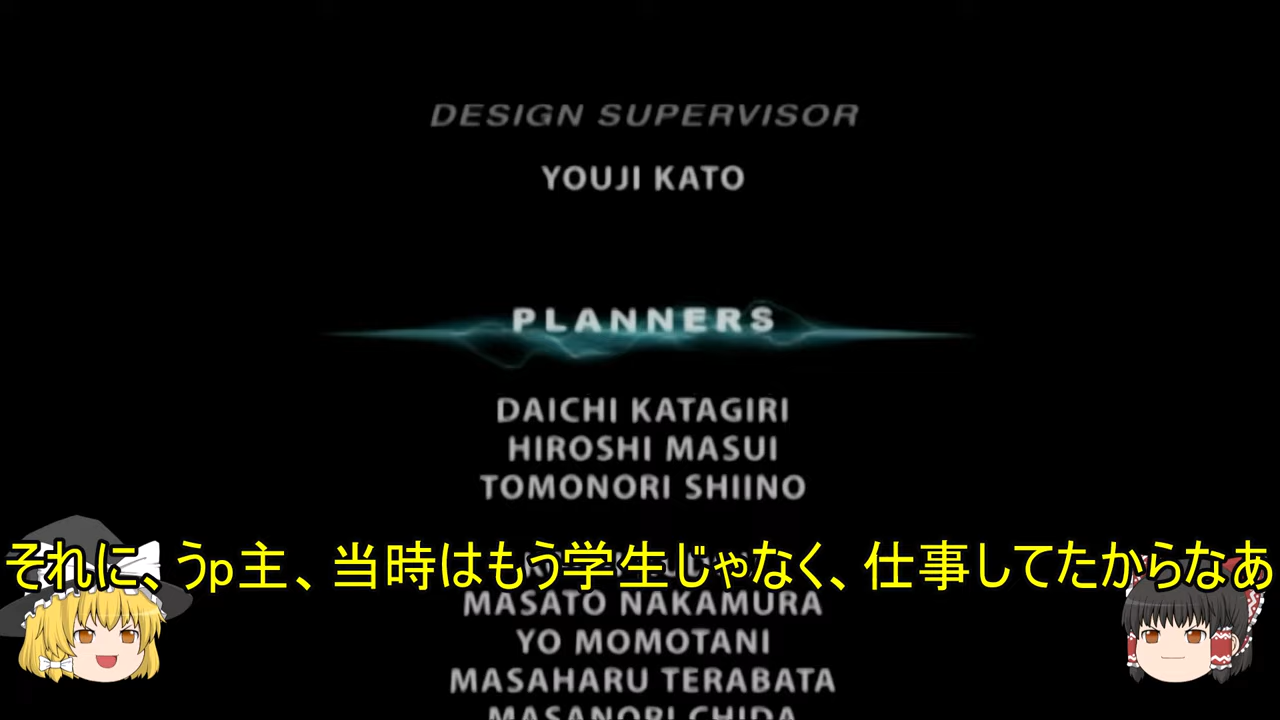 DESIGN SUPERVISOR
YOUJI KATO
PLANNERS
DAICHI KATAGIRI
HIROSHI MASUI
TOMONORI SHIINO
それに、うp主、当時はもう学生じゃなく、仕事してたからなあ
MASATO NAKAMURA
YO MOMOTANI
MASAHARU TERABATA
MASANORI CHIDA